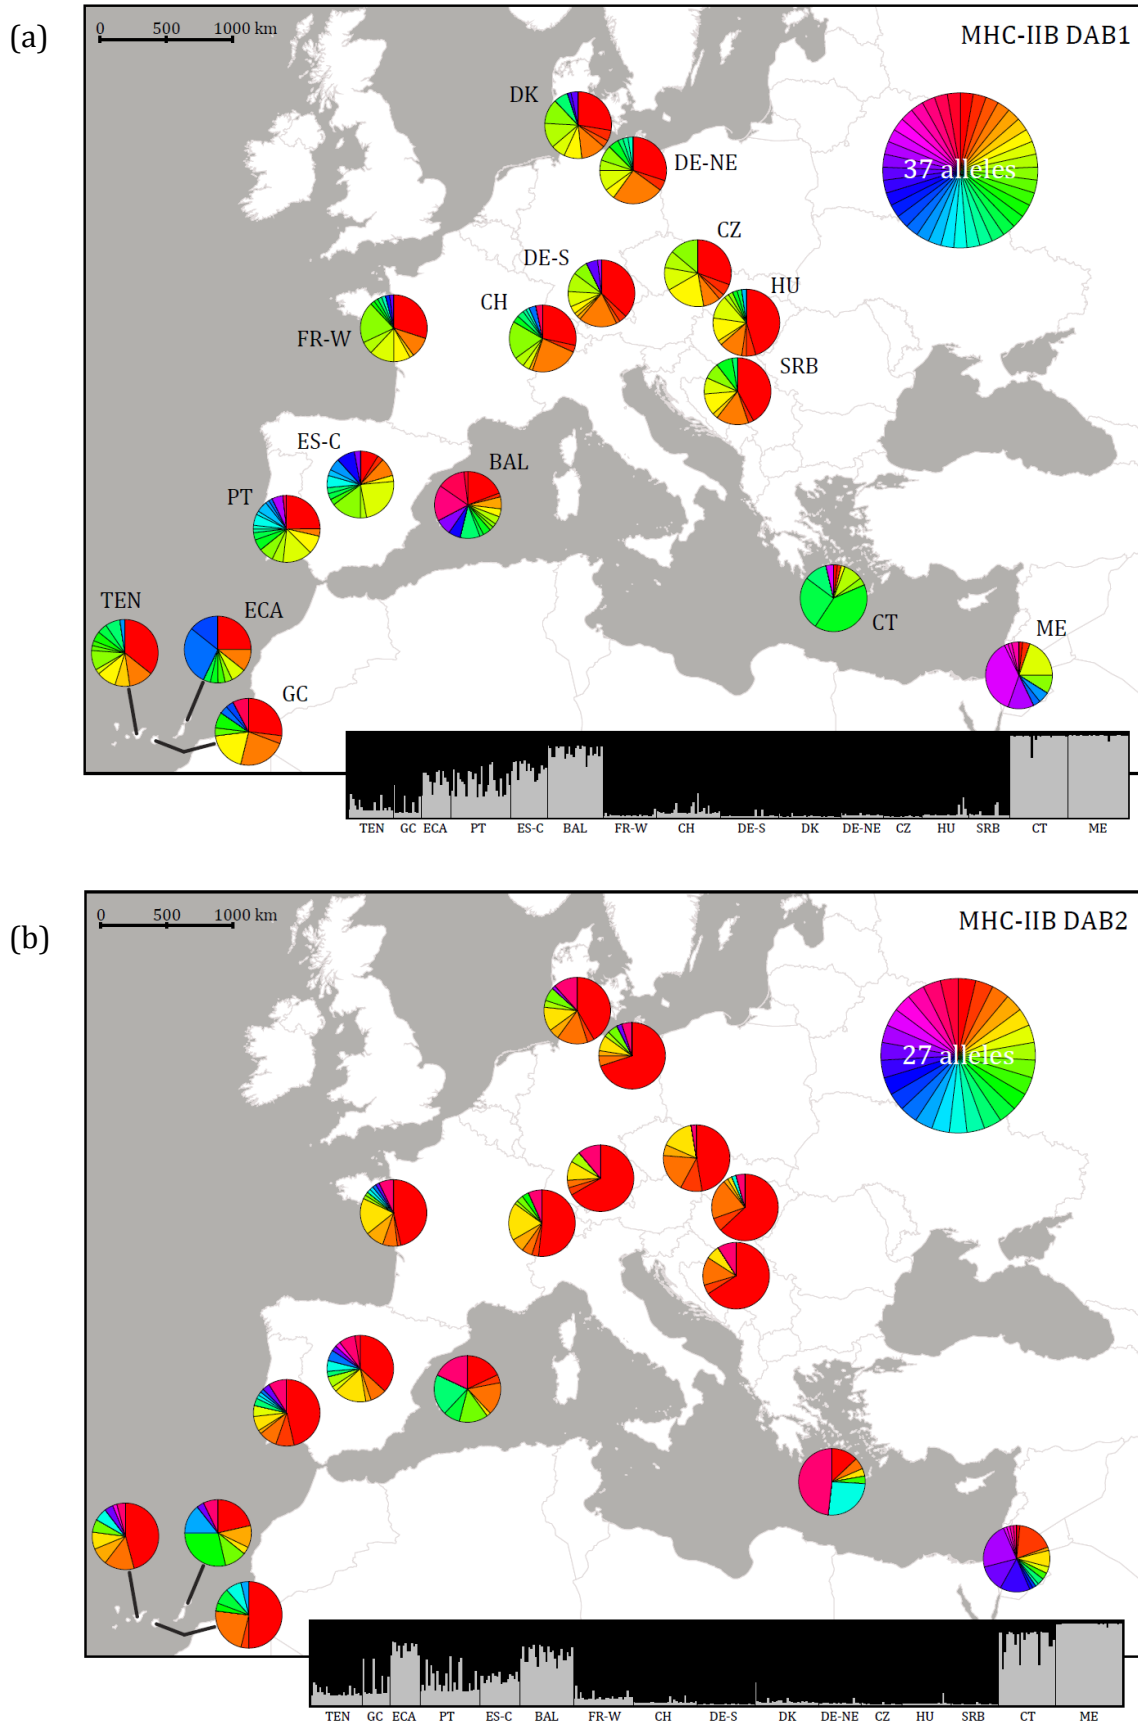 (a)
0 500 1000 km
MHC-IIB DAB1
DK
37 alleles
DE-NE
CZ
DE-S
HU
CH
FR-W
SRB
ES-C
BAL
PT
TEN
ECA
CT
ME
GC
TEN GC ECA PT ES-C BAL FR-W CH DE-S DK DE-NE CZ HU SRB CT ME
(b)
0 500 1000 km
MHC-IIB DAB2
27 alleles
TEN GC ECA PT ES-C BAL FR-W CH DE-S DK DE-NE CZ HU SRB CT ME